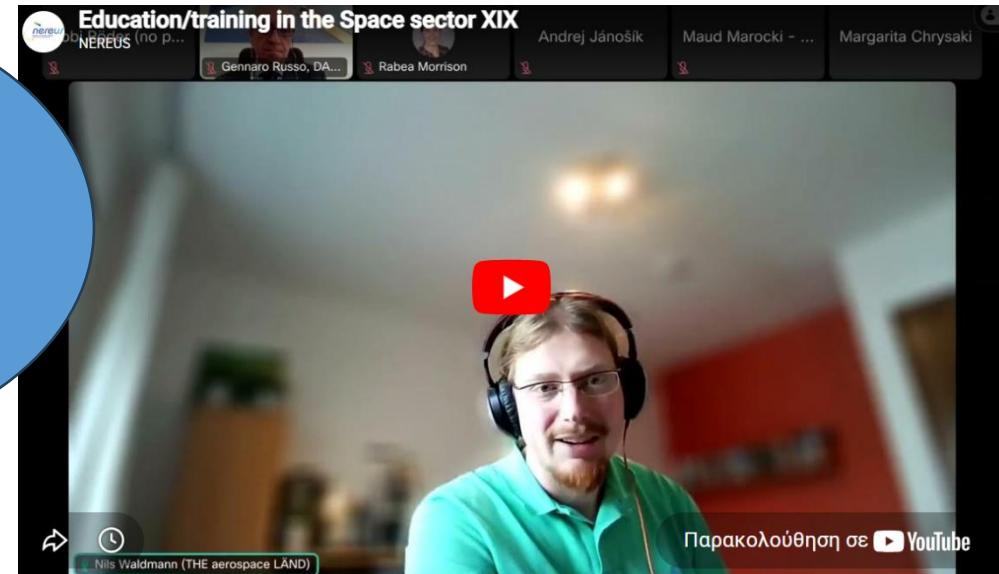 Education/training in the Space sector XIX
nereus
NEREUS
(no p...
Gennaro Russo, DA...
Rabea Morrison
Andrej Jánošík
Maud Marocki - ...
Margarita Chrysaki
Nils Waldmann (THE aerospace LÄND)
Παρακολούθηση σε YouTube